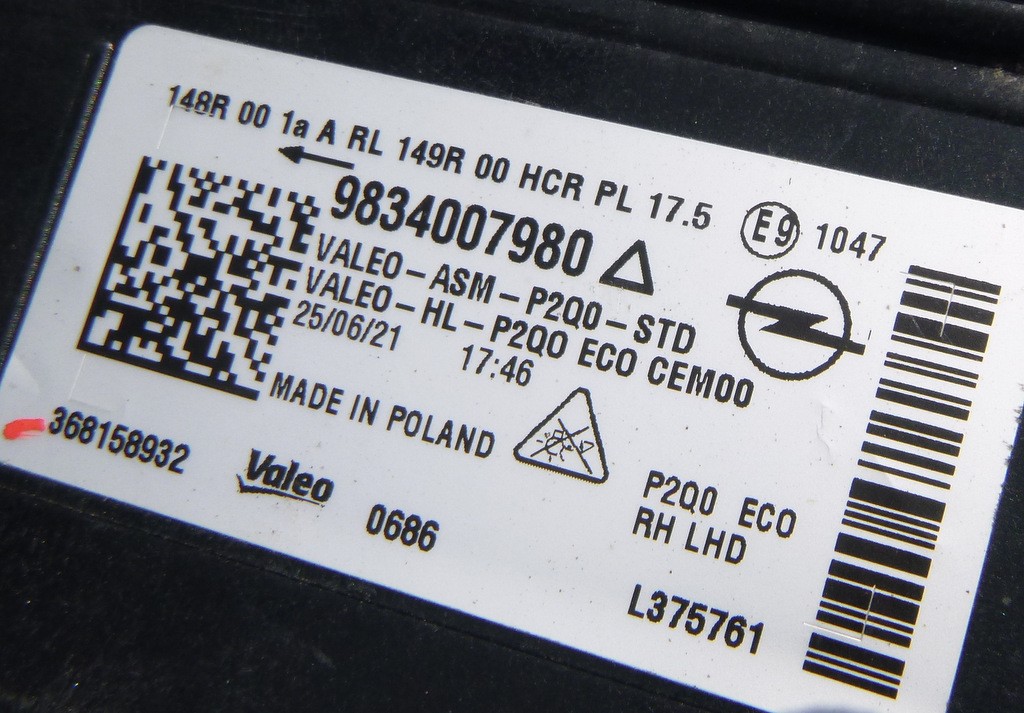 148R 00 1a A RL 149R 00 HCR PL 17.5 E9 1047
9834007980
VALEO-ASM-P2Q0-STD
VALEO-HL-P2Q0 ECO CEM00
25/06/21 17:46
MADE IN POLAND
368158932
Valeo
0686
P2Q0 ECO
RH LHD
L375761